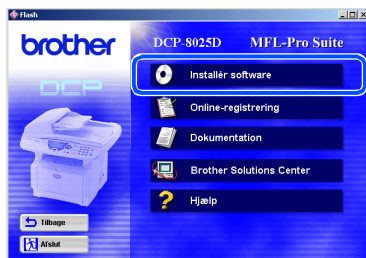 Flash
brother
DCP-8025D MFL-Pro Suite
DCP
Installér software
Online-registrering
Dokumentation
Brother Solutions Center
Hjælp
Tilbage
Afslut